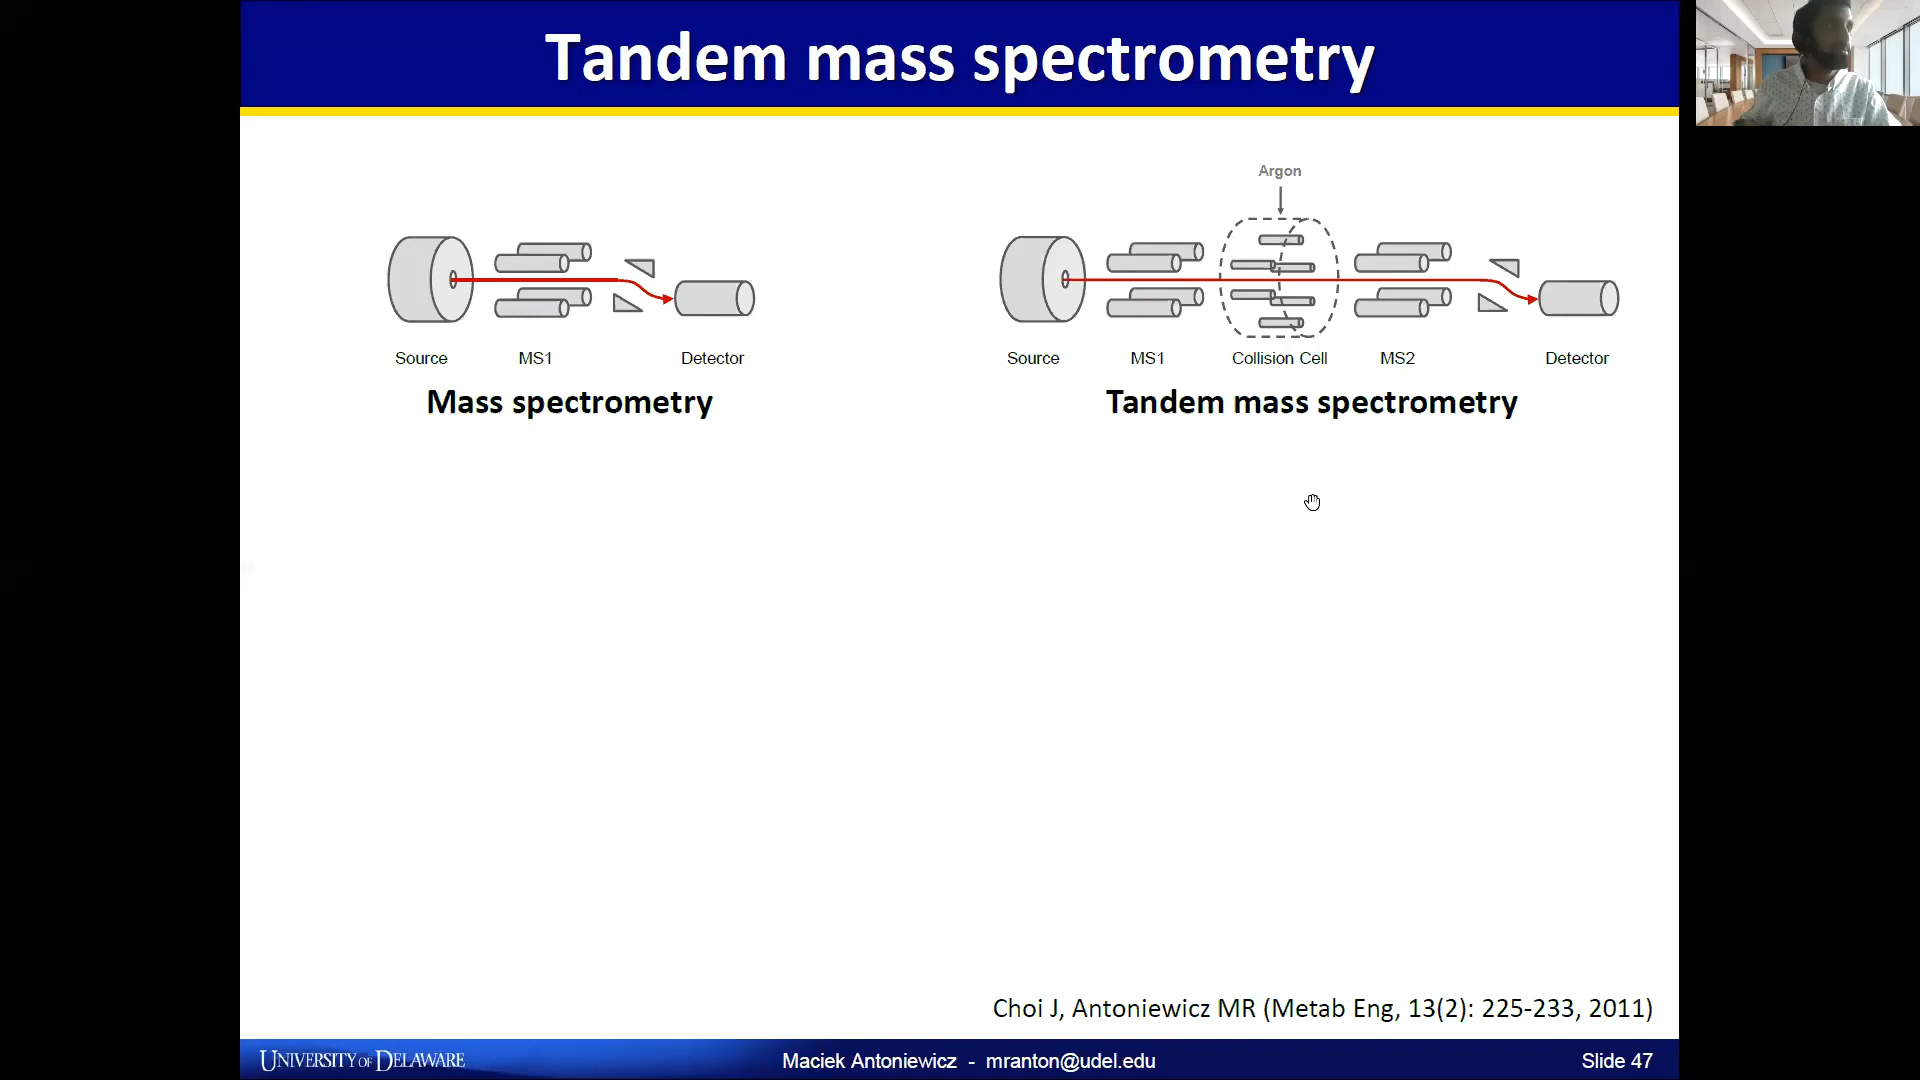 Tandem mass spectrometry
Argon
Source MS1 Detector
Mass spectrometry
Source MS1 Collision Cell MS2 Detector
Tandem mass spectrometry
Choi J, Antoniewicz MR (Metab Eng, 13(2): 225-233, 2011)
UNIVERSITY OF DELAWARE Maciek Antoniewicz - mranton@udel.edu Slide 47